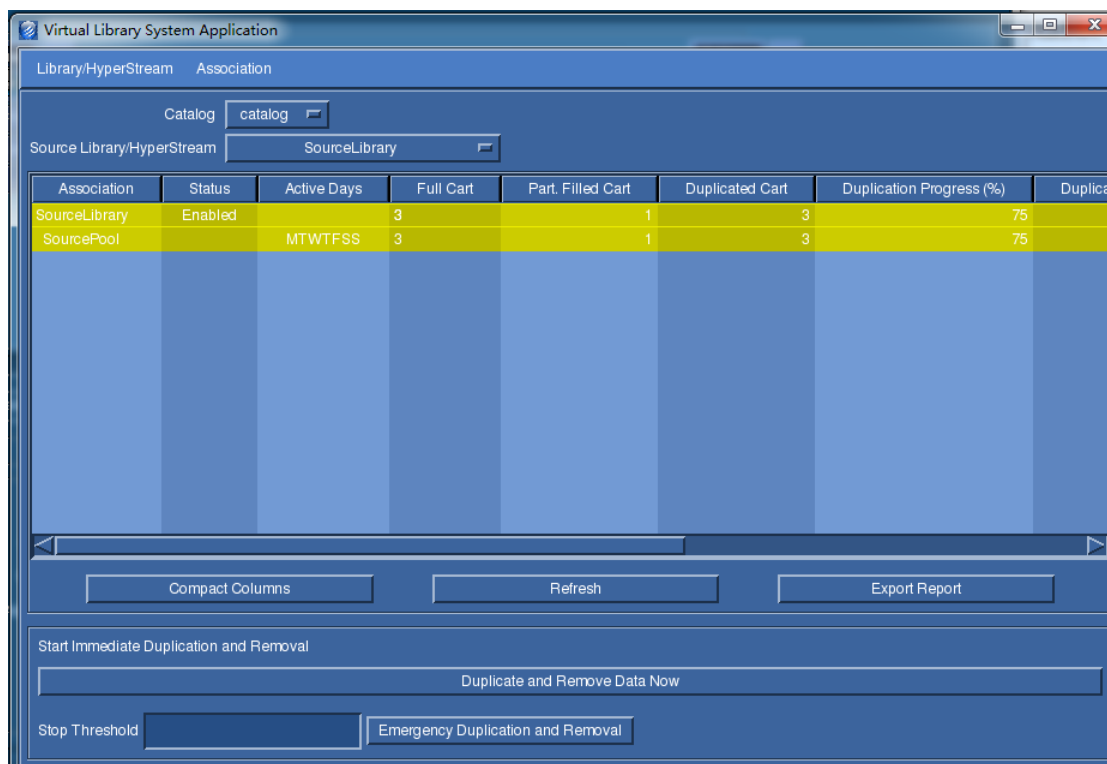 Virtual Library System Application
Library/HyperStream Association
Catalog catalog
Source Library/HyperStream SourceLibrary
Association Status Active Days Full Cart Part. Filled Cart Duplicated Cart Duplication Progress (%) Duplica
SourceLibrary Enabled 3 1 3 75
SourcePool MTWTFSS 3 1 3 75
Compact Columns Refresh Export Report
Start Immediate Duplication and Removal
Duplicate and Remove Data Now
Stop Threshold Emergency Duplication and Removal